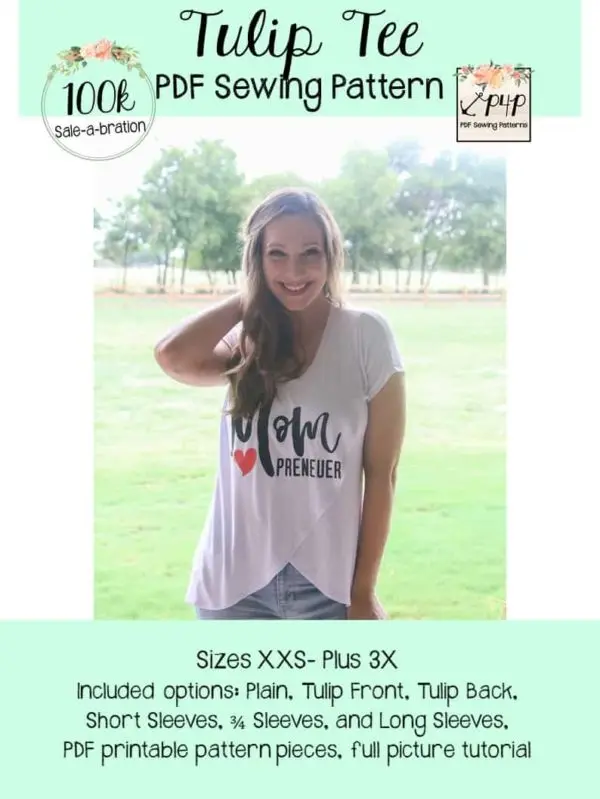 Tulip Tee
PDF Sewing Pattern
100k
Sale-a-bration
P4P
PDF Sewing Patterns
Mom
PRENEUER
Sizes XXS- Plus 3X
Included options: Plain, Tulip Front, Tulip Back,
Short Sleeves, ¾ Sleeves, and Long Sleeves,
PDF printable pattern pieces, full picture tutorial